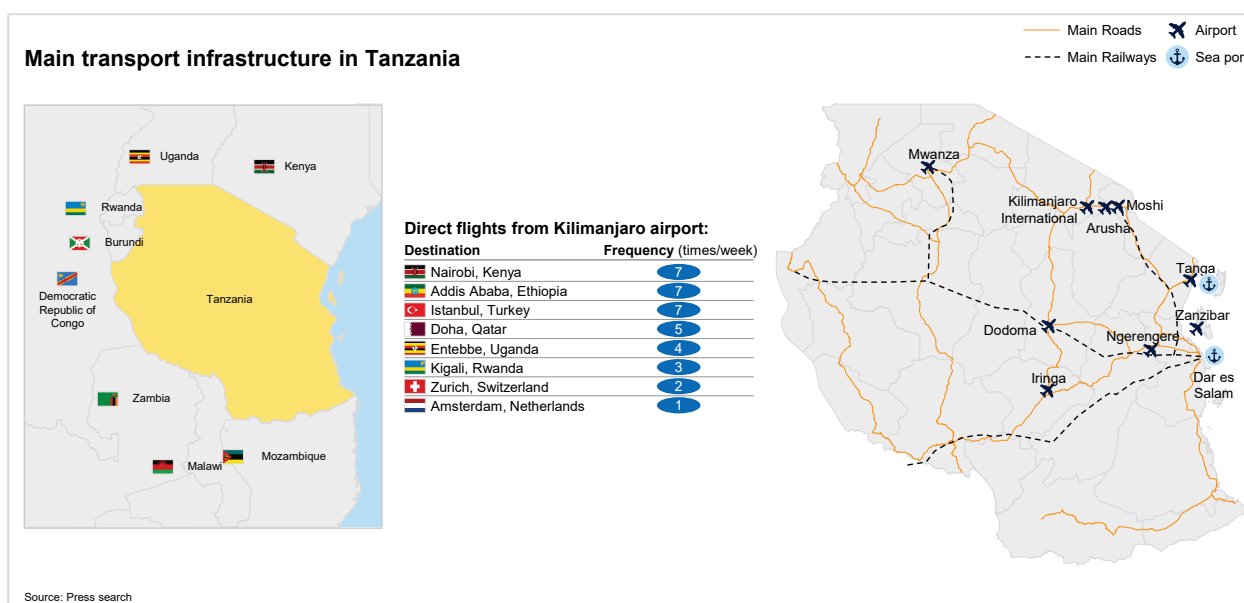 Main transport infrastructure in Tanzania
Main Roads
Airport
Main Railways
Sea port
Uganda
Kenya
Rwanda
Burundi
Democratic
Republic of
Congo
Tanzania
Zambia
Malawi
Mozambique
Direct flights from Kilimanjaro airport:
Destination Frequency (times/week)
Nairobi, Kenya 7
Addis Ababa, Ethiopia 7
Istanbul, Turkey 7
Doha, Qatar 5
Entebbe, Uganda 4
Kigali, Rwanda 3
Zurich, Switzerland 2
Amsterdam, Netherlands 1
Mwanza
Kilimanjaro
International
Moshi
Arusha
Tanga
Zanzibar
Dodoma
Ngerengere
Iringa
Dar es
Salam
Source: Press search